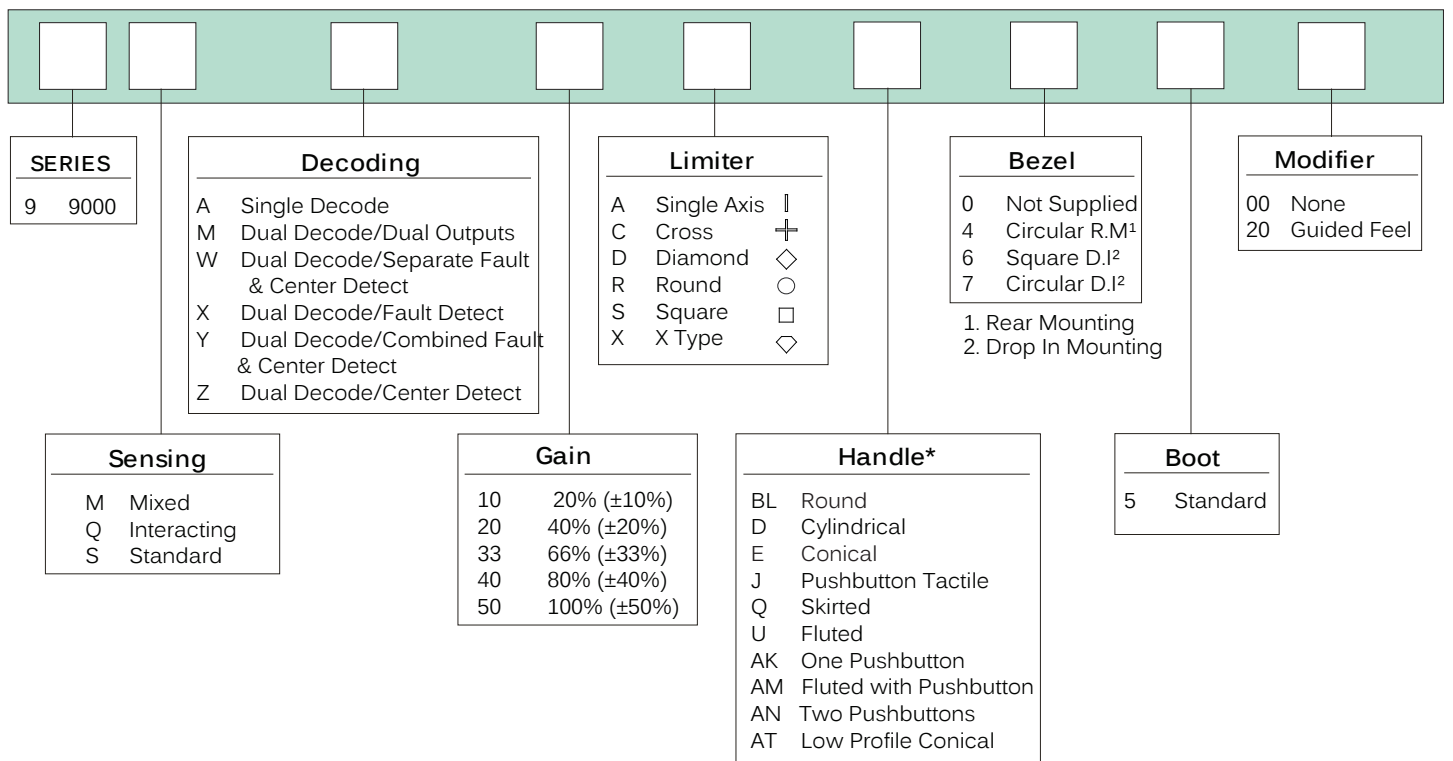 SERIES
9 9000
Decoding
A Single Decode
M Dual Decode/Dual Outputs
W Dual Decode/Separate Fault
& Center Detect
X Dual Decode/Fault Detect
Y Dual Decode/Combined Fault
& Center Detect
Z Dual Decode/Center Detect
Limiter
A Single Axis
C Cross
D Diamond
R Round
S Square
X X Type
Bezel
0 Not Supplied
4 Circular R.M¹
6 Square D.I²
7 Circular D.I²
1. Rear Mounting
2. Drop In Mounting
Modifier
00 None
20 Guided Feel
Sensing
M Mixed
Q Interacting
S Standard
Gain
10 20% (±10%)
20 40% (±20%)
33 66% (±33%)
40 80% (±40%)
50 100% (±50%)
Handle*
BL Round
D Cylindrical
E Conical
J Pushbutton Tactile
Q Skirted
U Fluted
AK One Pushbutton
AM Fluted with Pushbutton
AN Two Pushbuttons
AT Low Profile Conical
Boot
5 Standard